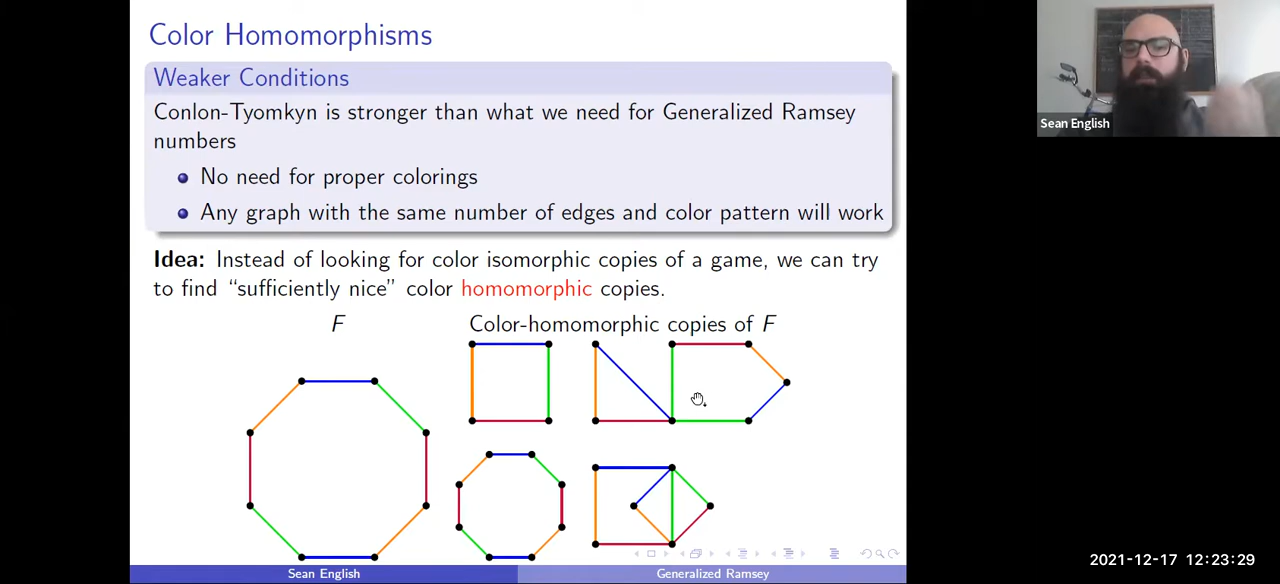 Color Homomorphisms
Weaker Conditions
Conlon-Tyomkyn is stronger than what we need for Generalized Ramsey
numbers
No need for proper colorings
Any graph with the same number of edges and color pattern will work
Idea: Instead of looking for color isomorphic copies of a game, we can try
to find “sufficiently nice” color homomorphic copies.
F
Color-homomorphic copies of F
Sean English
Generalized Ramsey
Sean English
2021-12-17 12:23:29